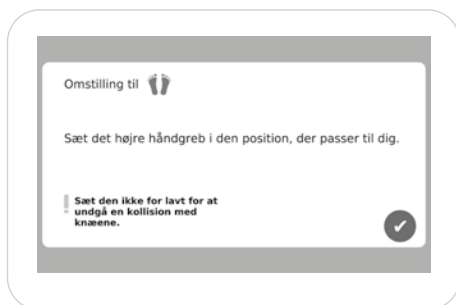 Omstilling til
Sæt det højre håndgreb i den position, der passer til dig.
Sæt den ikke for lavt for at
undgå en kollision med
knæene.